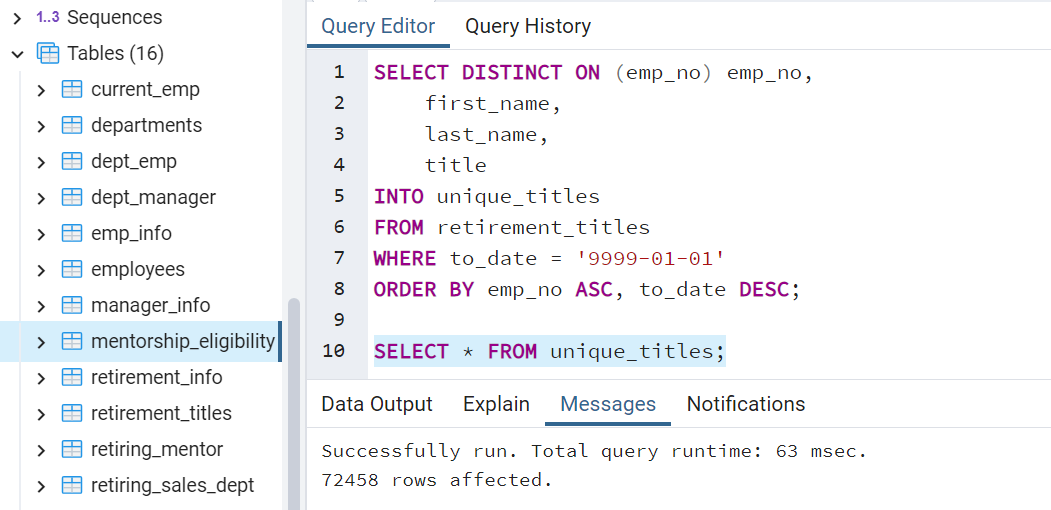 1..3 Sequences
Tables (16)
current_emp
departments
dept_emp
dept_manager
emp_info
employees
manager_info
mentorship_eligibility
retirement_info
retirement_titles
retiring_mentor
retiring_sales_dept
Query Editor Query History
1 SELECT DISTINCT ON (emp_no) emp_no,
2 first_name,
3 last_name,
4 title
5 INTO unique_titles
6 FROM retirement_titles
7 WHERE to_date = '9999-01-01'
8 ORDER BY emp_no ASC, to_date DESC;
9
10 SELECT * FROM unique_titles;
Data Output Explain Messages Notifications
Successfully run. Total query runtime: 63 msec.
72458 rows affected.